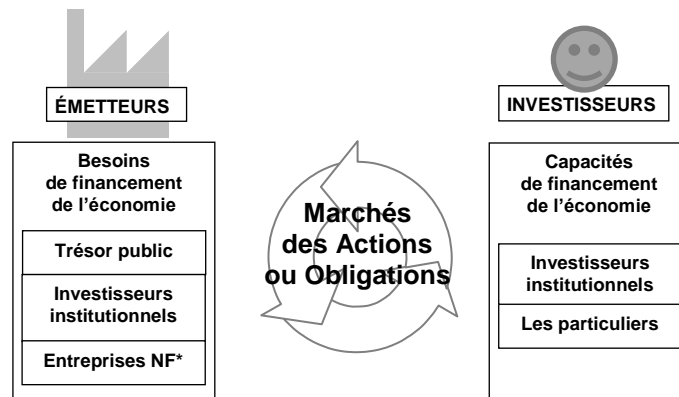 ÉMETTEURS
Besoins
de financement
de l'économie
Trésor public
Investisseurs
institutionnels
Entreprises NF*
Marchés
des Actions
ou Obligations
INVESTISSEURS
Capacités
de financement
de l'économie
Investisseurs
institutionnels
Les particuliers